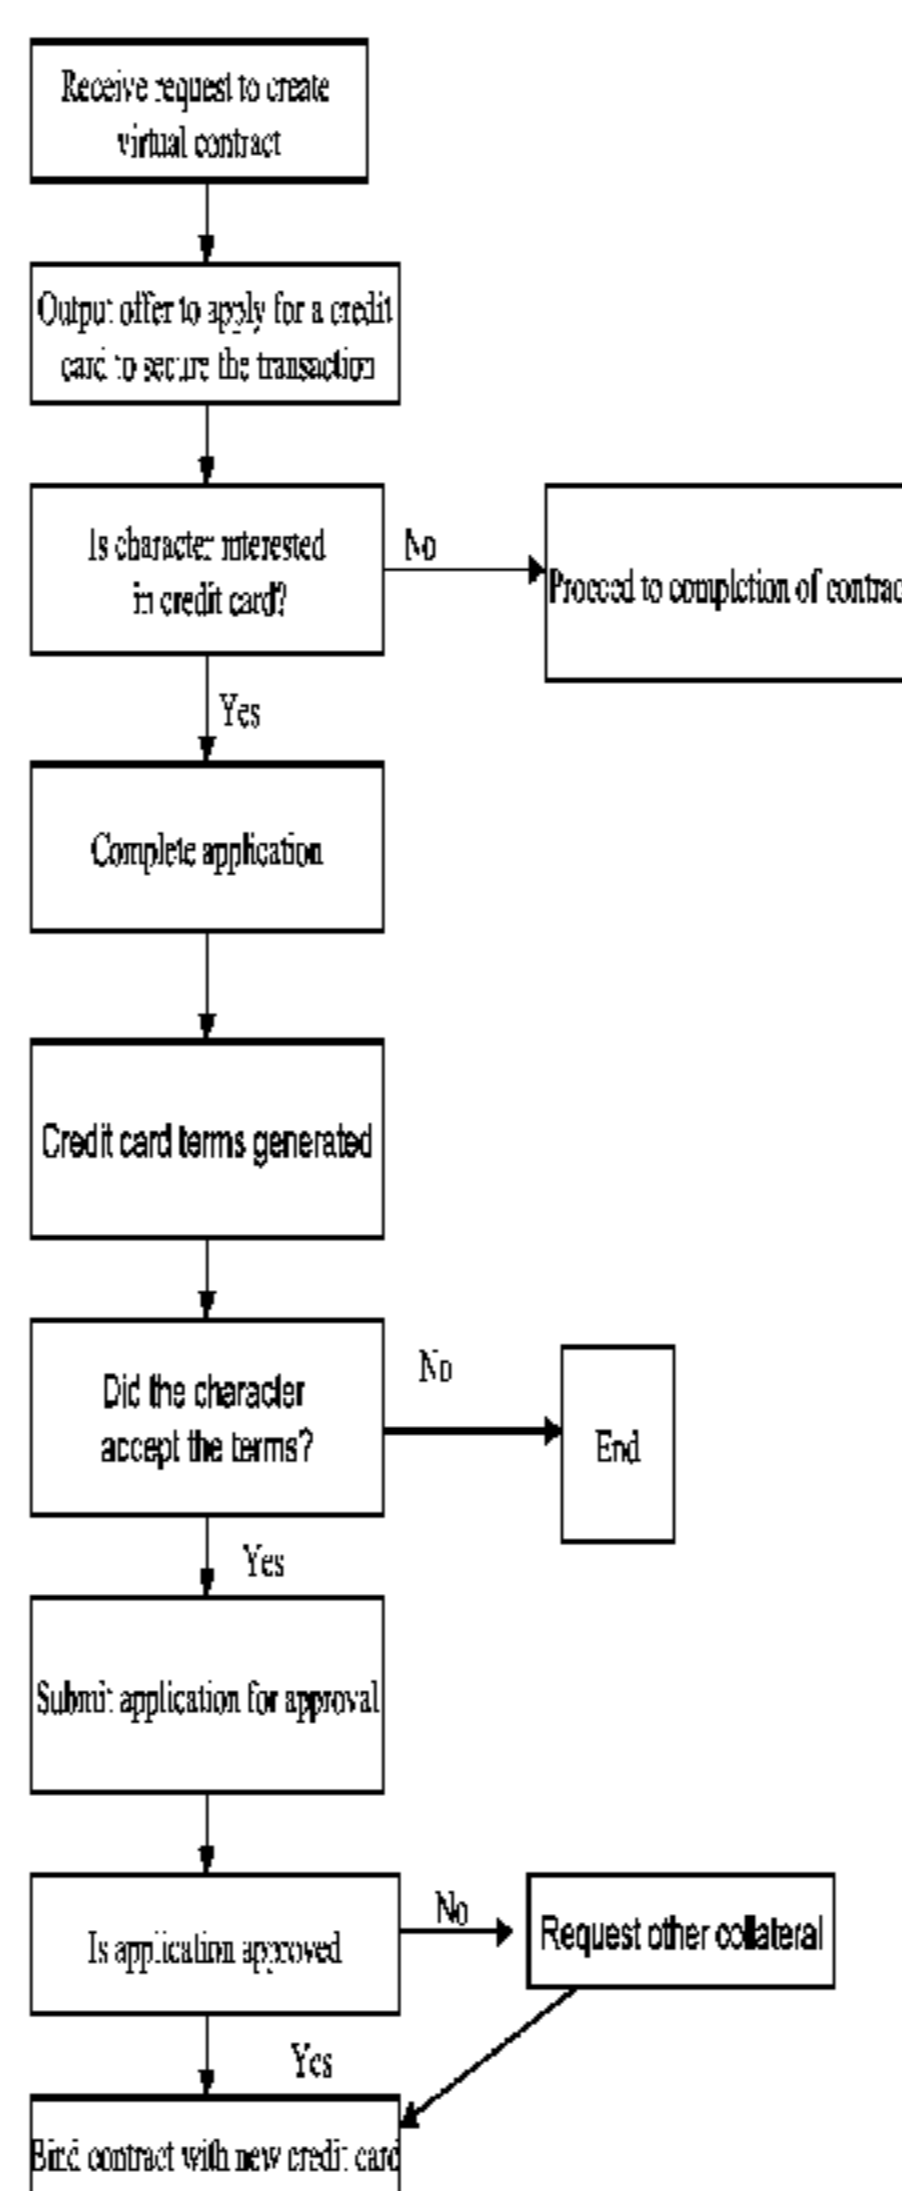 Receive request to create
virtual contract
Output offer to apply for a credit
card to secure the transaction
Is character interested
in credit card?
No
Proceed to completion of contrac
Yes
Complete application
Credit card terms generated
Did the character
accept the terms?
No
End
Yes
Submit application for approval
Is application approved
No
Request other collateral
Yes
Bind contract with new credit card